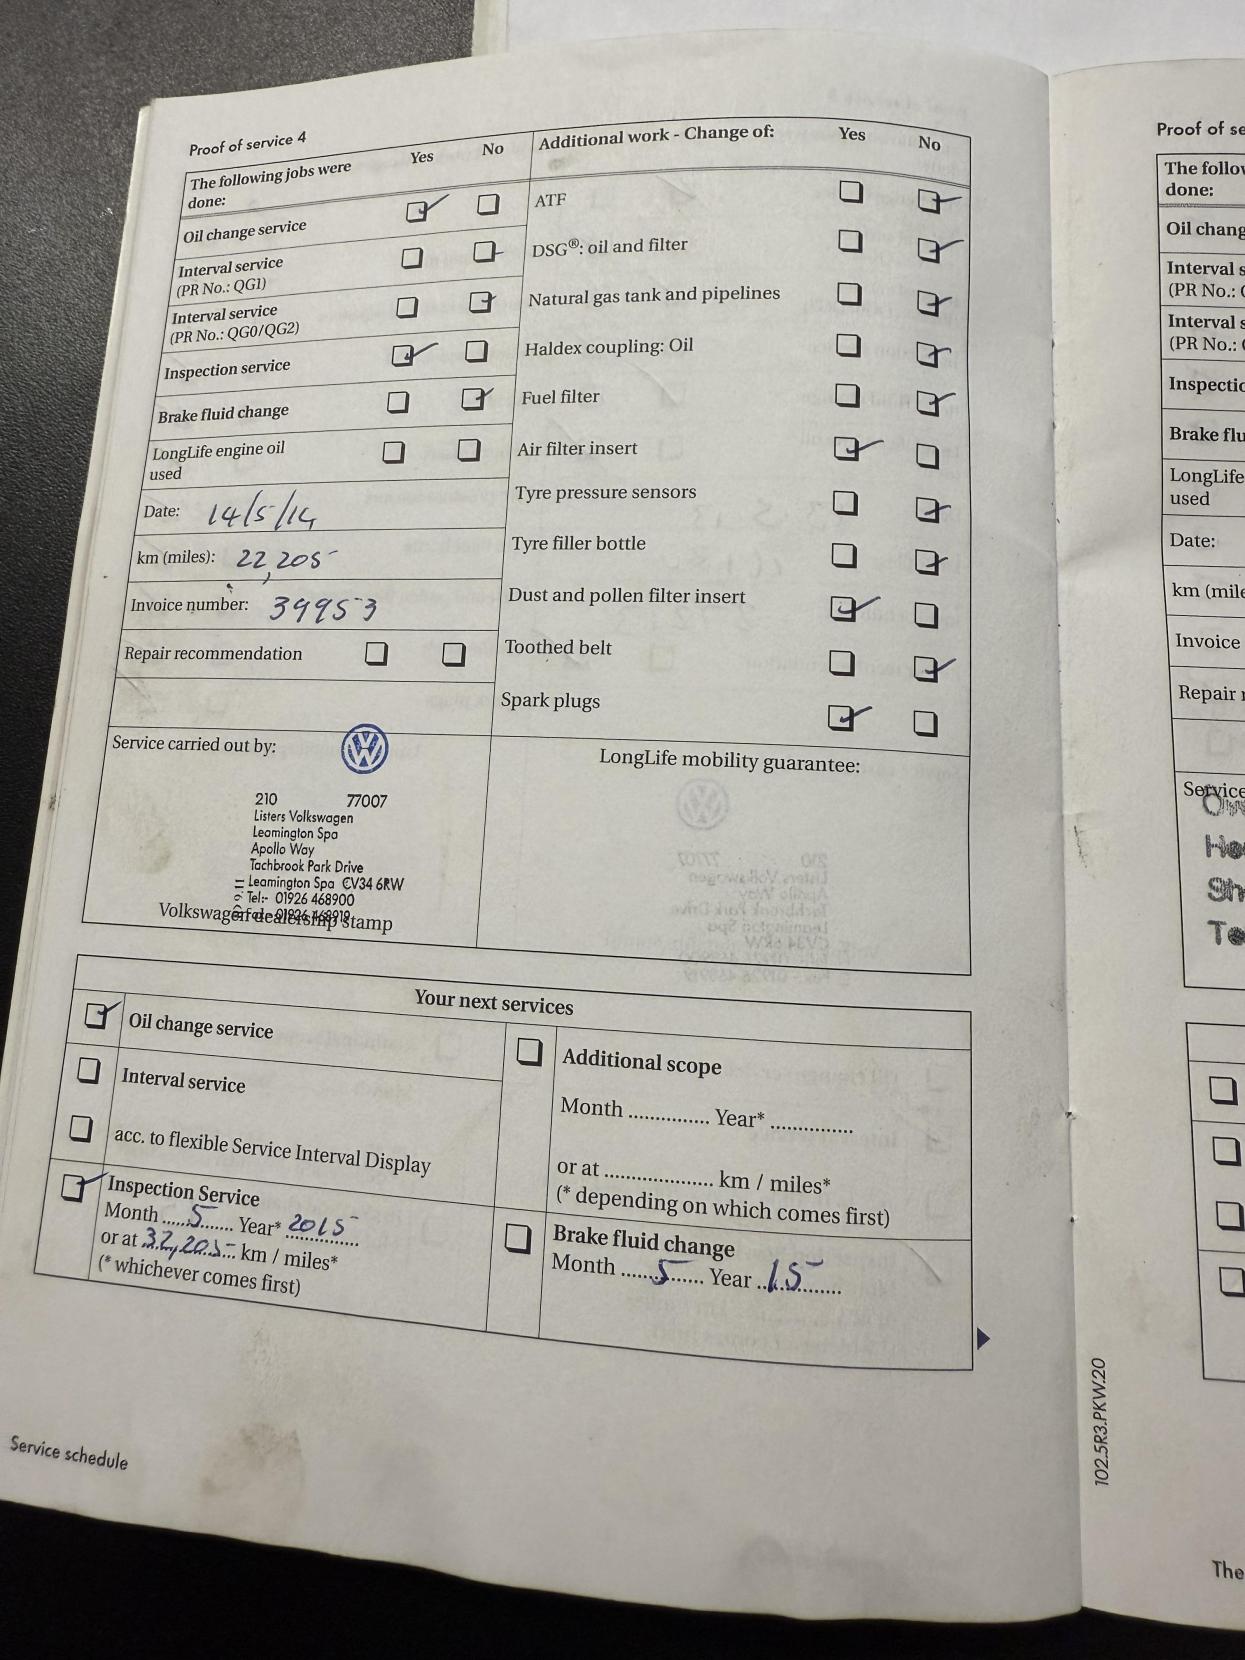 Proof of service 4
The following jobs were done: Yes No
Oil change service
Interval service
(PR No.: QG1)
Interval service
(PR No.: QG0/QG2)
Inspection service
Brake fluid change
LongLife engine oil
used
Date: 14/5/14
km (miles): 22,205
Invoice number: 39953
Repair recommendation
Additional work - Change of: Yes No
ATF
DSG®: oil and filter
Natural gas tank and pipelines
Haldex coupling: Oil
Fuel filter
Air filter insert
Tyre pressure sensors
Tyre filler bottle
Dust and pollen filter insert
Toothed belt
Spark plugs
Service carried out by:
210 77007
Listers Volkswagen
Leamington Spa
Apollo Way
Tachbrook Park Drive
Leamington Spa CV34 6RW
Tel:- 01926 468900
Fax:- 01926 468919
Volkswagen dealership stamp
LongLife mobility guarantee:
Your next services
Oil change service
Interval service
acc. to flexible Service Interval Display
Inspection Service
Month 5 Year* 2015
or at 32,205 km / miles*
(* whichever comes first)
Additional scope
Month .............. Year* ..............
or at .................... km / miles*
(* depending on which comes first)
Brake fluid change
Month 5 Year 15
Service schedule
102.5R3.PKW.20
Proof of se
The follow
done:
Oil chang
Interval s
(PR No.: Q
Interval s
(PR No.:
Inspectio
Brake flu
LongLife
used
Date:
km (mile
Invoice
Repair r
Service
Sh
Te
The